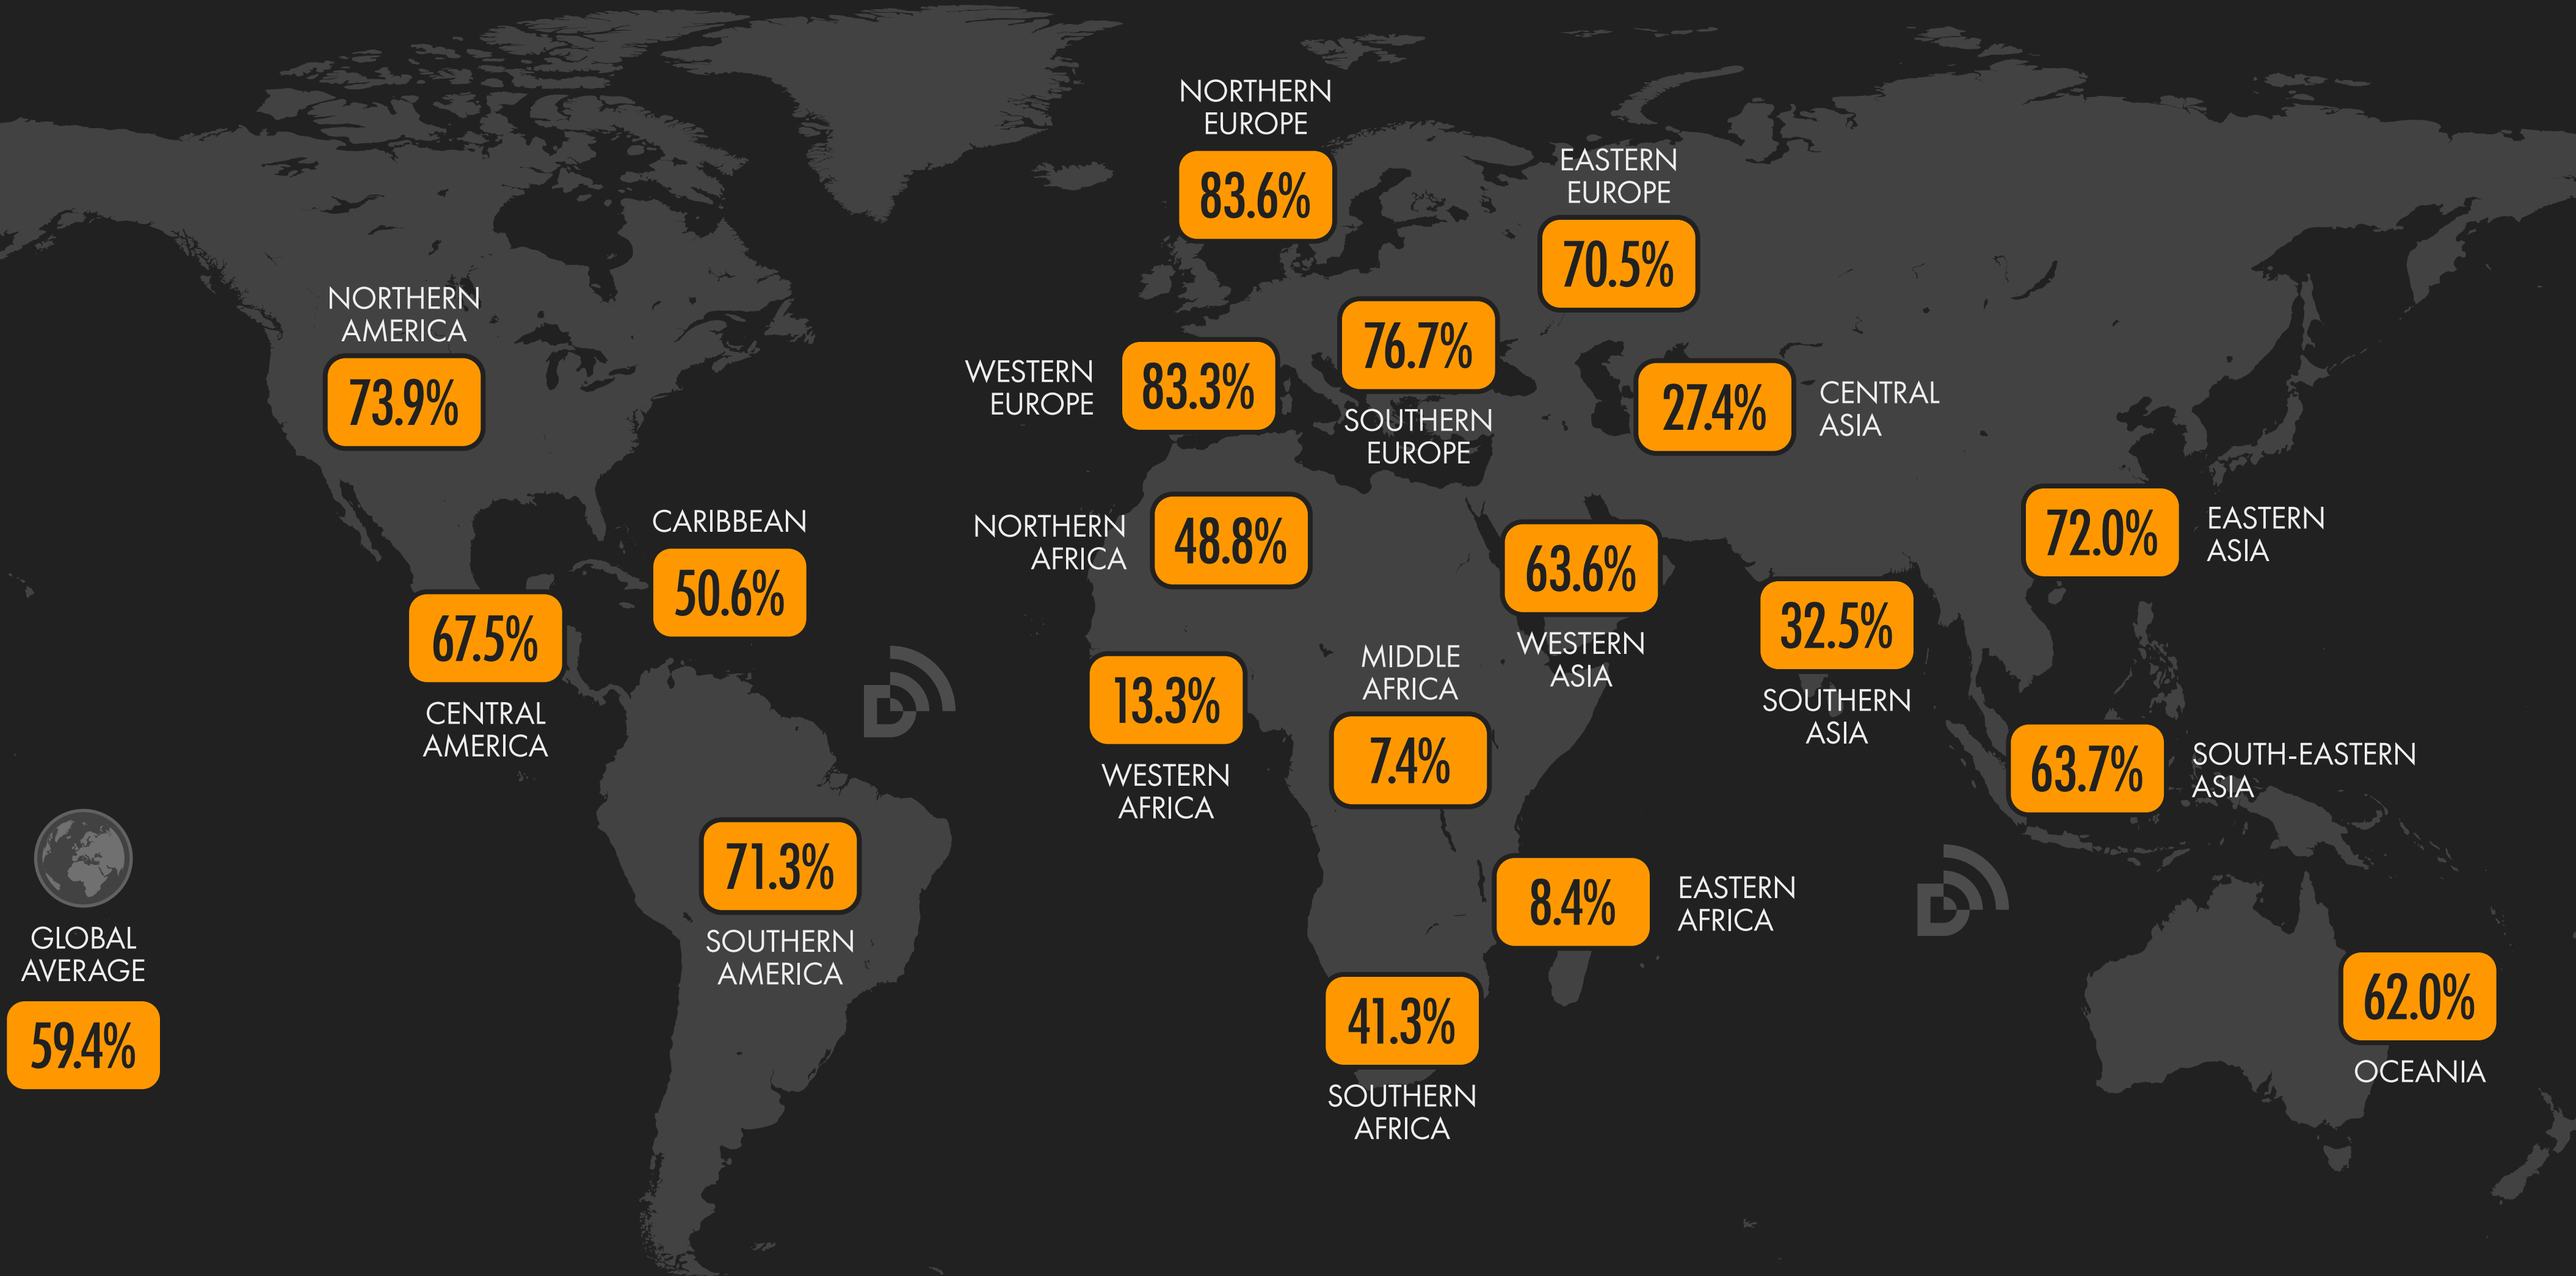 NORTHERN
EUROPE
83.6%
EASTERN
EUROPE
70.5%
NORTHERN
AMERICA
73.9%
WESTERN
EUROPE
83.3%
76.7%
SOUTHERN
EUROPE
27.4%
CENTRAL
ASIA
CARIBBEAN
50.6%
NORTHERN
AFRICA
48.8%
63.6%
WESTERN
ASIA
72.0%
EASTERN
ASIA
67.5%
CENTRAL
AMERICA
32.5%
SOUTHERN
ASIA
13.3%
WESTERN
AFRICA
MIDDLE
AFRICA
7.4%
63.7%
SOUTH-EASTERN
ASIA
71.3%
SOUTHERN
AMERICA
8.4%
EASTERN
AFRICA
GLOBAL
AVERAGE
59.4%
41.3%
SOUTHERN
AFRICA
62.0%
OCEANIA